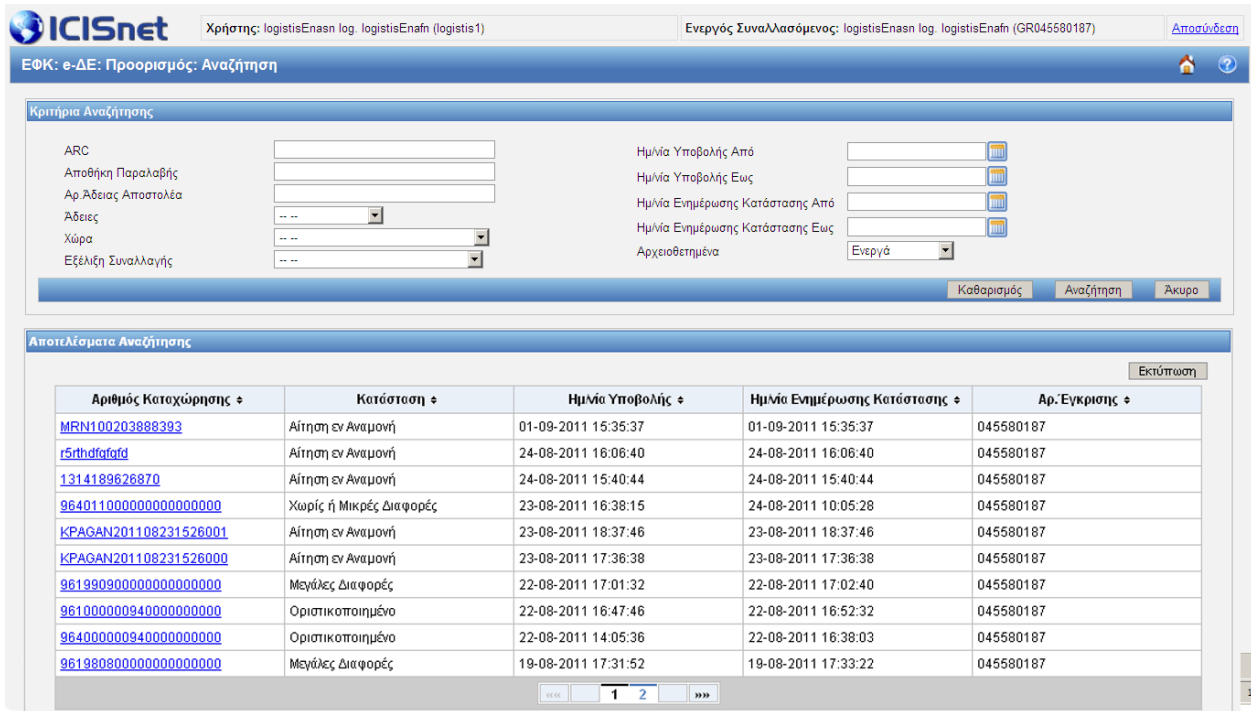 ICISnet Χρήστης: logistisEnasn log. logistisEnafn (logistis1) Ενεργός Συναλλασόμενος: logistisEnasn log. logistisEnafn (GR045580187) Αποσύνδεση
ΕΦΚ: e-ΔΕ: Προορισμός: Αναζήτηση
Κριτήρια Αναζήτησης
ARC Ημ/νία Υποβολής Από
Αποθήκη Παραλαβής Ημ/νία Υποβολής Εως
Αρ.Άδειας Αποστολέα Ημ/νία Ενημέρωσης Κατάστασης Από
Άδειες -- -- Ημ/νία Ενημέρωσης Κατάστασης Εως
Χώρα -- -- Αρχειοθετημένα Ενεργά
Εξέλιξη Συναλλαγής -- --
Καθαρισμός Αναζήτηση Άκυρο
Αποτελέσματα Αναζήτησης
Εκτύπωση
Αριθμός Καταχώρησης Κατάσταση Ημ/νία Υποβολής Ημ/νία Ενημέρωσης Κατάστασης Αρ.Έγκρισης
MRN100203888393 Αίτηση εν Αναμονή 01-09-2011 15:35:37 01-09-2011 15:35:37 045580187
r5rthdfgfgfd Αίτηση εν Αναμονή 24-08-2011 16:06:40 24-08-2011 16:06:40 045580187
1314189626870 Αίτηση εν Αναμονή 24-08-2011 15:40:44 24-08-2011 15:40:44 045580187
964011000000000000000 Χωρίς ή Μικρές Διαφορές 23-08-2011 16:38:15 24-08-2011 10:05:28 045580187
KPAGAN201108231526001 Αίτηση εν Αναμονή 23-08-2011 18:37:46 23-08-2011 18:37:46 045580187
KPAGAN201108231526000 Αίτηση εν Αναμονή 23-08-2011 17:36:38 23-08-2011 17:36:38 045580187
961990900000000000000 Μεγάλες Διαφορές 22-08-2011 17:01:32 22-08-2011 17:02:40 045580187
961000000940000000000 Οριστικοποιημένο 22-08-2011 16:47:46 22-08-2011 16:52:32 045580187
964000000940000000000 Οριστικοποιημένο 22-08-2011 14:05:36 22-08-2011 16:38:03 045580187
961980800000000000000 Μεγάλες Διαφορές 19-08-2011 17:31:52 19-08-2011 17:33:22 045580187
«« 1 2 »»